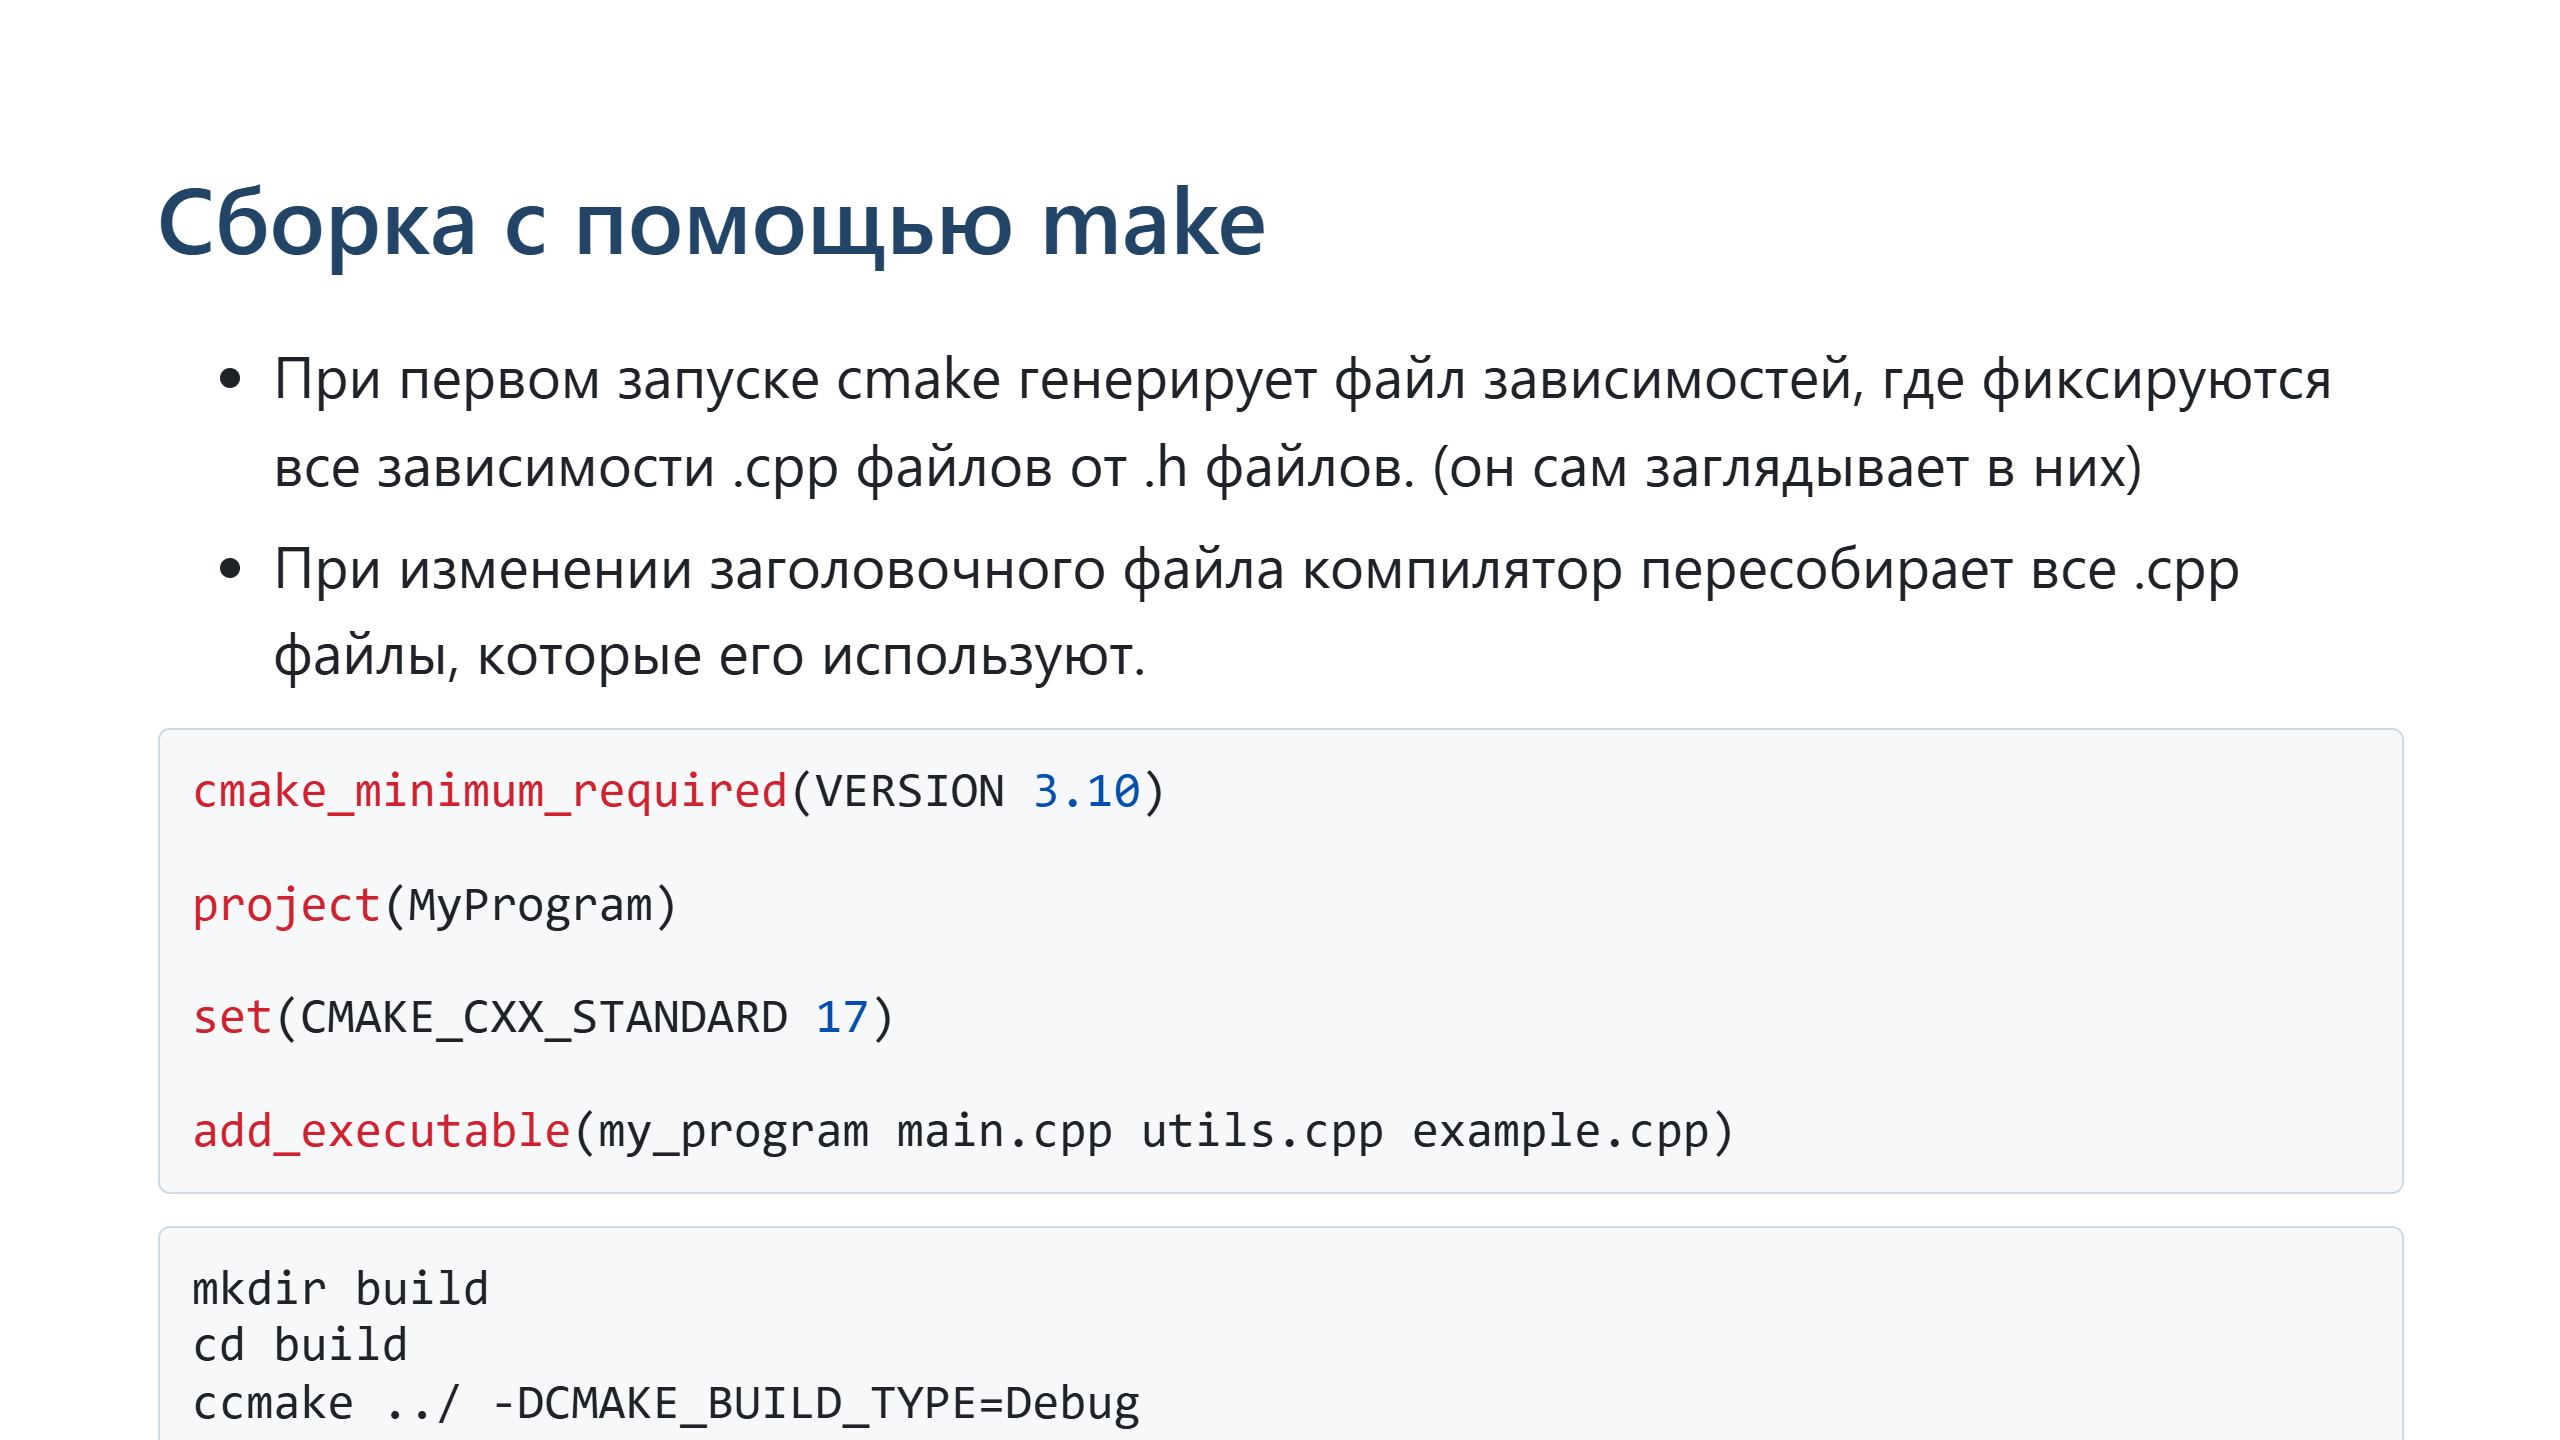 Сборка с помощью make
• При первом запуске cmake генерирует файл зависимостей, где фиксируются
все зависимости .cpp файлов от .h файлов. (он сам заглядывает в них)
• При изменении заголовочного файла компилятор пересобирает все .cpp
файлы, которые его используют.
cmake_minimum_required(VERSION 3.10)
project(MyProgram)
set(CMAKE_CXX_STANDARD 17)
add_executable(my_program main.cpp utils.cpp example.cpp)
mkdir build
cd build
ccmake ../ -DCMAKE_BUILD_TYPE=Debug